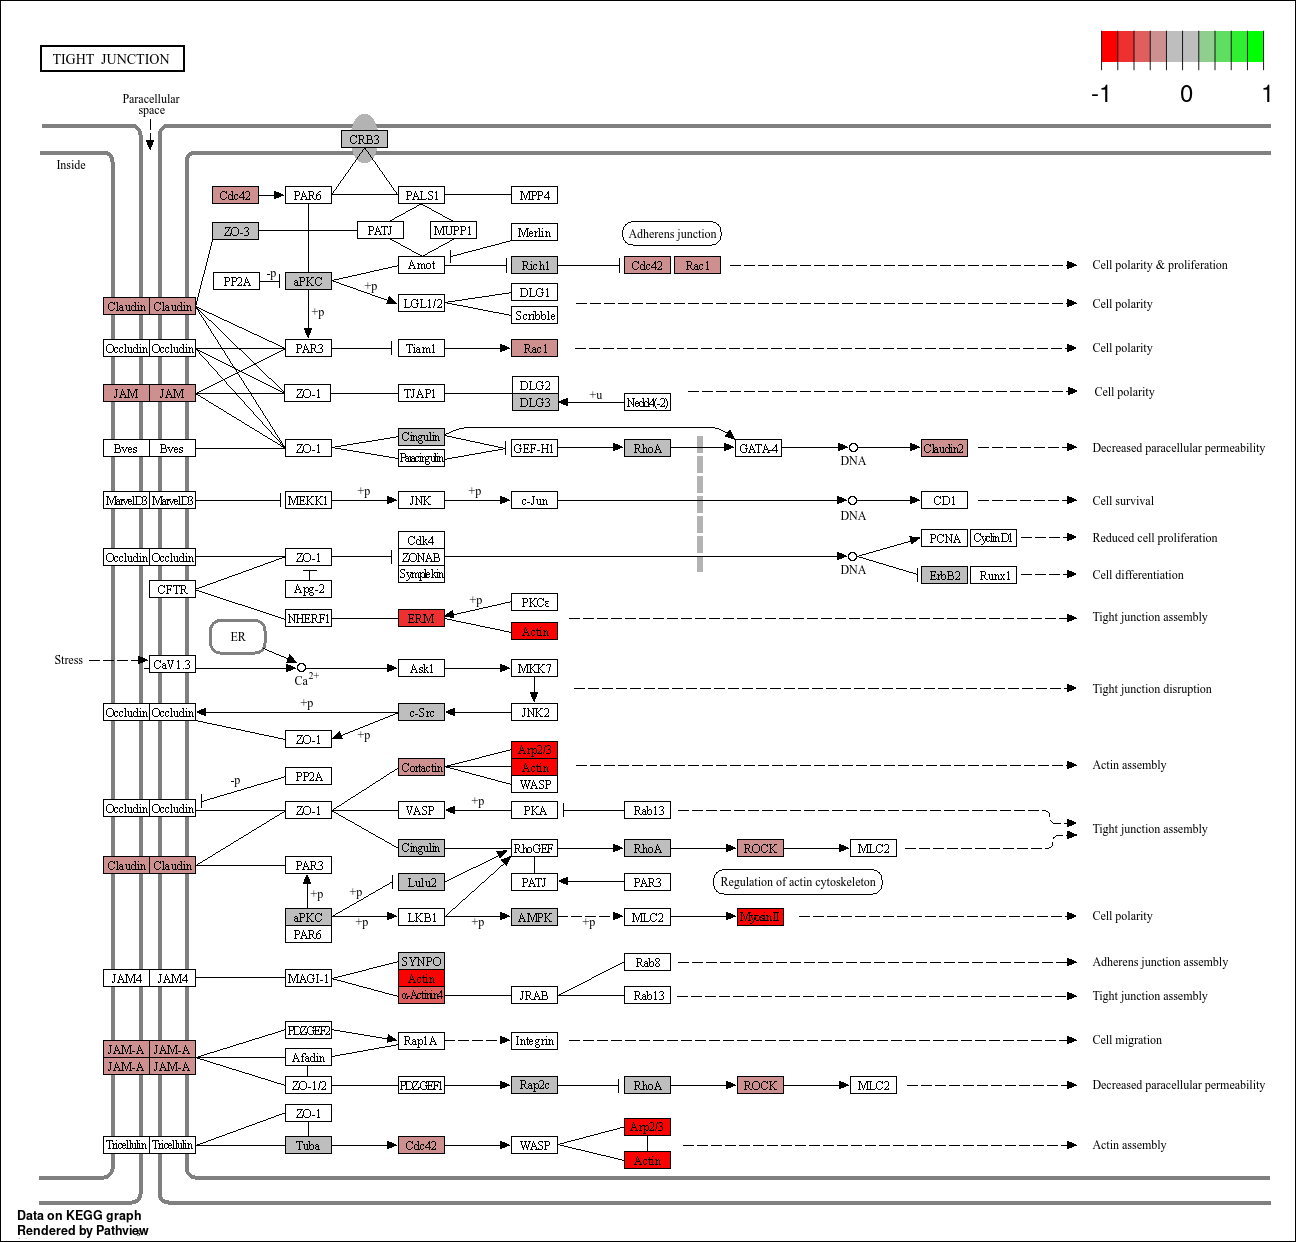 TIGHT JUNCTION
-1 0 1
Paracellular
space
Inside
CRB3
Cdc42 PAR6 PALS1 MPP4
ZO-3 PATJ MUPP1 Merlin Adherens junction
Amot Rich1 Cdc42 Rac1 Cell polarity & proliferation
PP2A -p aPKC +p DLG1
LGL1/2 Cell polarity
Claudin Claudin +p Scribble
Occludin Occludin PAR3 Tiam1 Rac1 Cell polarity
DLG2
JAM JAM ZO-1 TJAP1 DLG3 +u Nedd4(-2) Cell polarity
Cingulin
Bves Bves ZO-1 GEF-H1 RhoA GATA-4 DNA Claudin2 Decreased paracellular permeability
Paracingulin
MarvelD3 MarvelD3 MEKK1 +p JNK +p c-Jun DNA CD1 Cell survival
Cdk4 PCNA CyclinD1 Reduced cell proliferation
Occludin Occludin ZO-1 ZONAB DNA
Symplekin ErbB2 Runx1 Cell differentiation
CFTR Apg-2
PKCε
NHERF1 ERM +p Tight junction assembly
Actin
ER
Stress CaV1.3 Ca2+ Ask1 MKK7
Tight junction disruption
Occludin Occludin +p c-Src JNK2
ZO-1 +p
Arp2/3
Cortactin Actin Actin assembly
-p PP2A WASP
Occludin Occludin ZO-1 VASP +p PKA Rab13
Tight junction assembly
Cingulin RhoGEF RhoA ROCK MLC2
Claudin Claudin PAR3
+p +p Lulu2 PATJ PAR3 Regulation of actin cytoskeleton
aPKC +p LKB1 +p AMPK +p MLC2 MyosinII Cell polarity
PAR6
SYNPO Rab8 Adherens junction assembly
JAM4 JAM4 MAGI-1 Actin
α-Actinin4 JRAB Rab13 Tight junction assembly
PDZGEF2
Rap1A Integrin Cell migration
JAM-A JAM-A Afadin
JAM-A JAM-A
ZO-1/2 PDZGEF1 Rap2c RhoA ROCK MLC2 Decreased paracellular permeability
ZO-1
Arp2/3
Tricellulin Tricellulin Tuba Cdc42 WASP Actin assembly
Actin
Data on KEGG graph
Rendered by Pathview